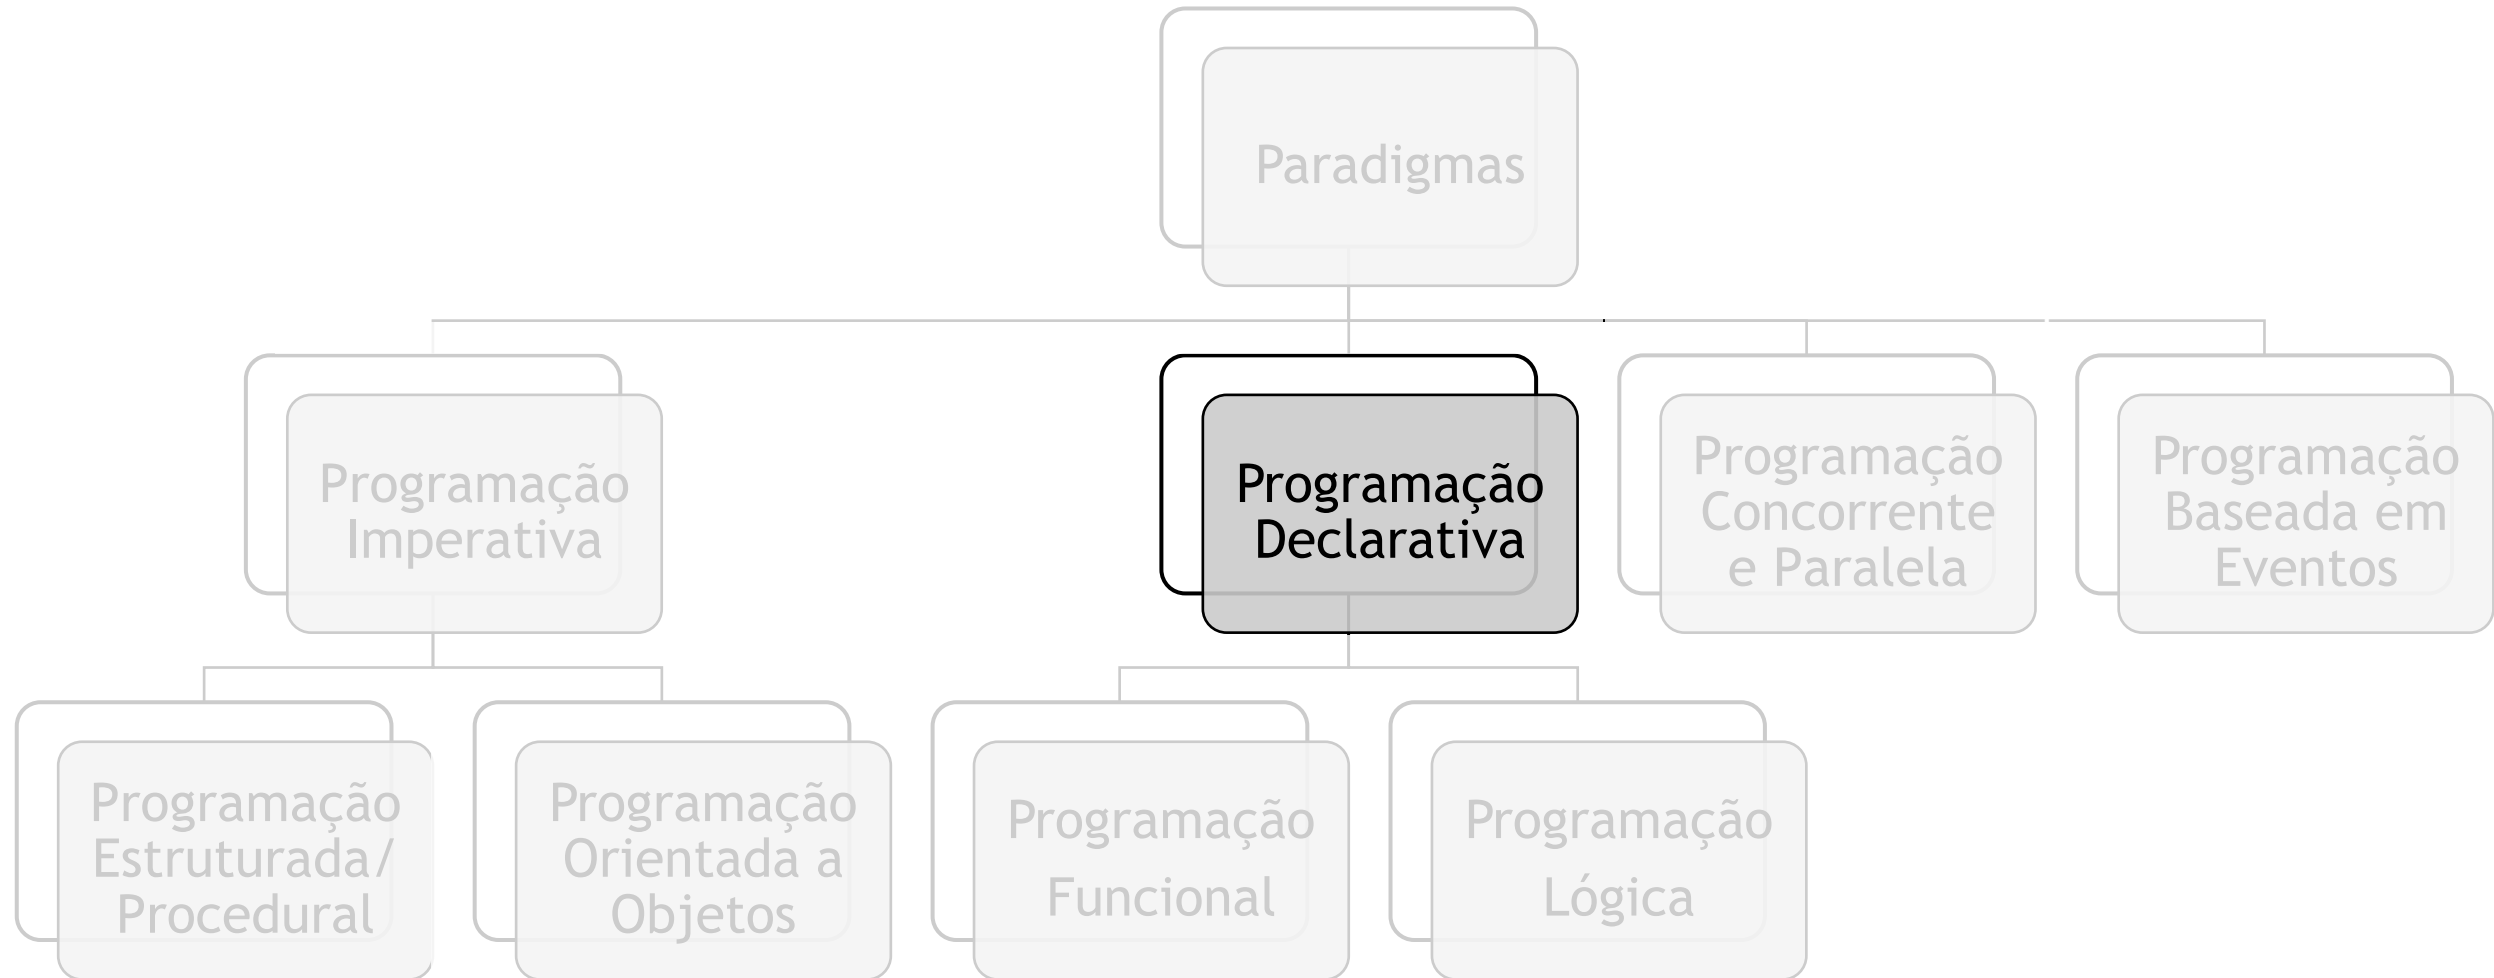 Paradigmas
Programação
Imperativa
Programação
Declarativa
Programação
Concorrente
e Paralela
Programação
Baseada em
Eventos
Programação
Estruturada/
Procedural
Programação
Orientada a
Objetos
Programação
Funcional
Programação
Lógica